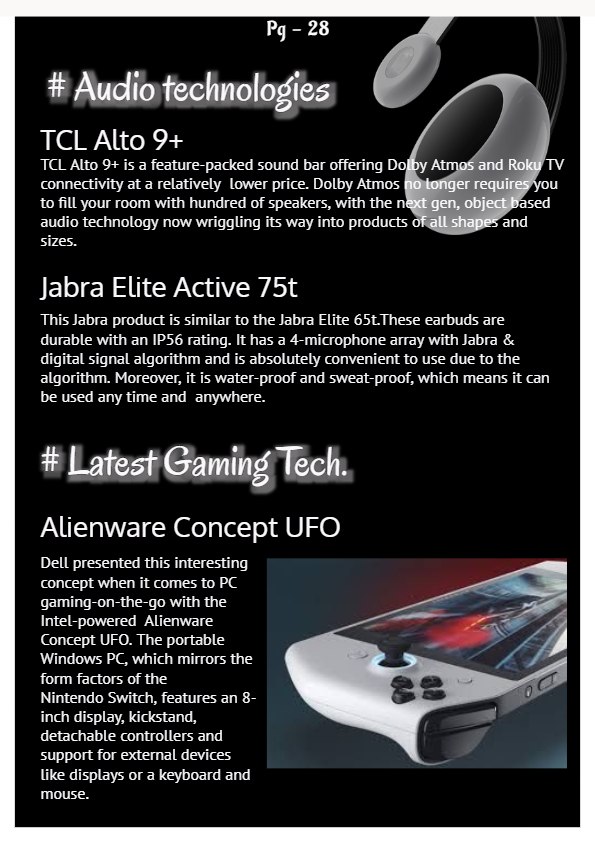 Pg - 28
# Audio technologies
TCL Alto 9+
TCL Alto 9+ is a feature-packed sound bar offering Dolby Atmos and Roku TV
connectivity at a relatively  lower price. Dolby Atmos no longer requires you
to fill your room with hundred of speakers, with the next gen, object based
audio technology now wriggling its way into products of all shapes and
sizes.
Jabra Elite Active 75t
This Jabra product is similar to the Jabra Elite 65t.These earbuds are
durable with an IP56 rating. It has a 4-microphone array with Jabra &
digital signal algorithm and is absolutely convenient to use due to the
algorithm. Moreover, it is water-proof and sweat-proof, which means it can
be used any time and  anywhere.
# Latest Gaming Tech.
Alienware Concept UFO
Dell presented this interesting
concept when it comes to PC
gaming-on-the-go with the
Intel-powered  Alienware
Concept UFO. The portable
Windows PC, which mirrors the
form factors of the
Nintendo Switch, features an 8-
inch display, kickstand,
detachable controllers and
support for external devices
like displays or a keyboard and
mouse.